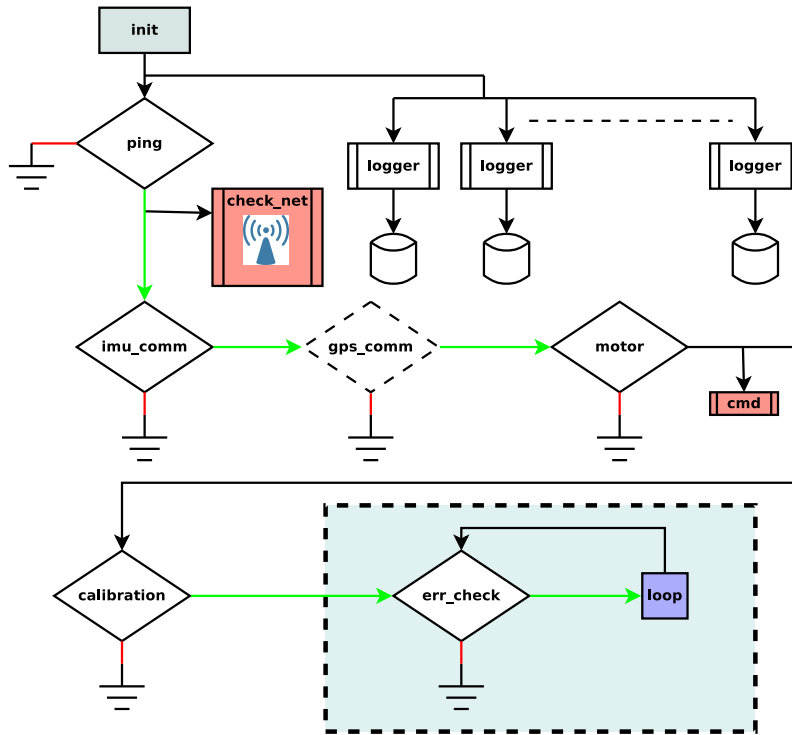 init
ping
logger
logger
logger
check_net
imu_comm
gps_comm
motor
cmd
calibration
err_check
loop